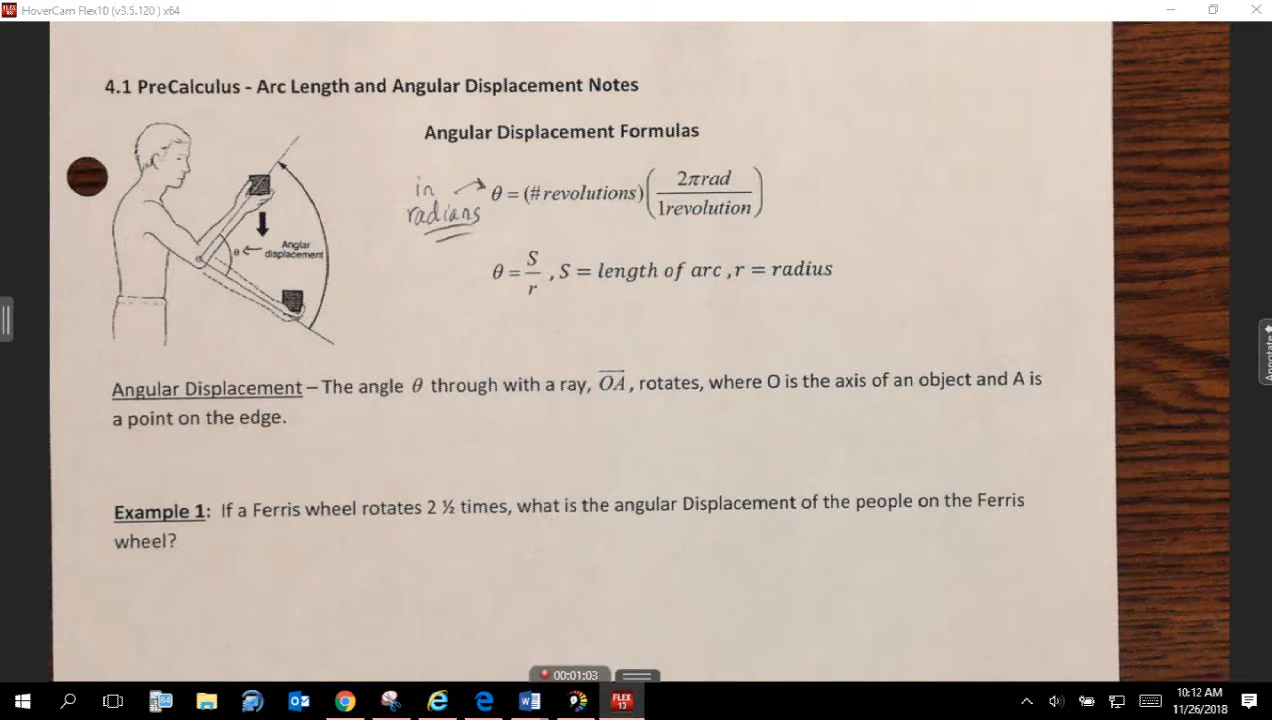 HoverCam Flex10 (v3.5.120 ) x64
4.1 PreCalculus - Arc Length and Angular Displacement Notes
Angular Displacement Formulas
in
radians
θ = (#revolutions)(2πrad/1revolution)
θ
Anglar
displacement
θ = S/r , S = length of arc ,r = radius
Angular Displacement – The angle θ through with a ray, OA, rotates, where O is the axis of an object and A is
a point on the edge.
Example 1: If a Ferris wheel rotates 2 ½ times, what is the angular Displacement of the people on the Ferris
wheel?
Annotate
00:01:03
FLEX
13
10:12 AM
11/26/2018